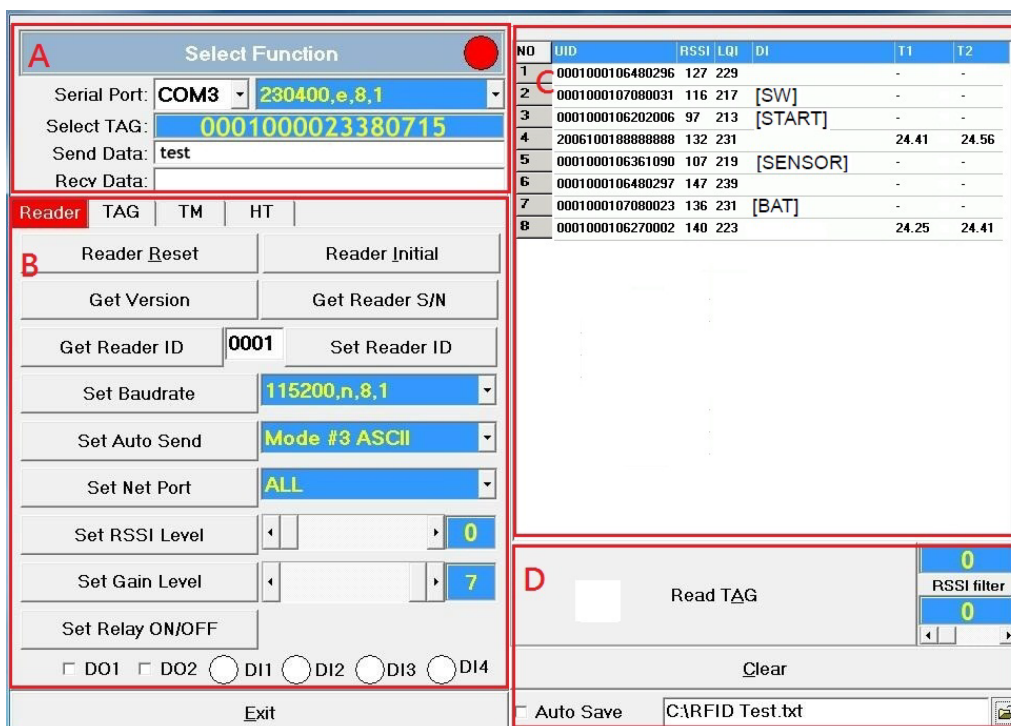 A
Select Function
Serial Port: COM3 230400,e,8,1
Select TAG: 0001000023380715
Send Data: test
Recv Data:
Reader TAG TM HT
B
Reader Reset Reader Initial
Get Version Get Reader S/N
Get Reader ID 0001 Set Reader ID
Set Baudrate 115200,n,8,1
Set Auto Send Mode #3 ASCII
Set Net Port ALL
Set RSSI Level 0
Set Gain Level 7
Set Relay ON/OFF
DO1 DO2 DI1 DI2 DI3 DI4
Exit
C
NO UID RSSI LQI DI T1 T2
1 0001000106480296 127 229 - -
2 0001000107080031 116 217 [SW] - -
3 0001000106202006 97 213 [START] - -
4 2006100188888888 132 231 24.41 24.56
5 0001000106361090 107 219 [SENSOR] - -
6 0001000106480297 147 239 - -
7 0001000107080023 136 231 [BAT] - -
8 0001000106270002 140 223 24.25 24.41
D
Read TAG
0
RSSI filter
0
Clear
Auto Save C:\RFID Test.txt